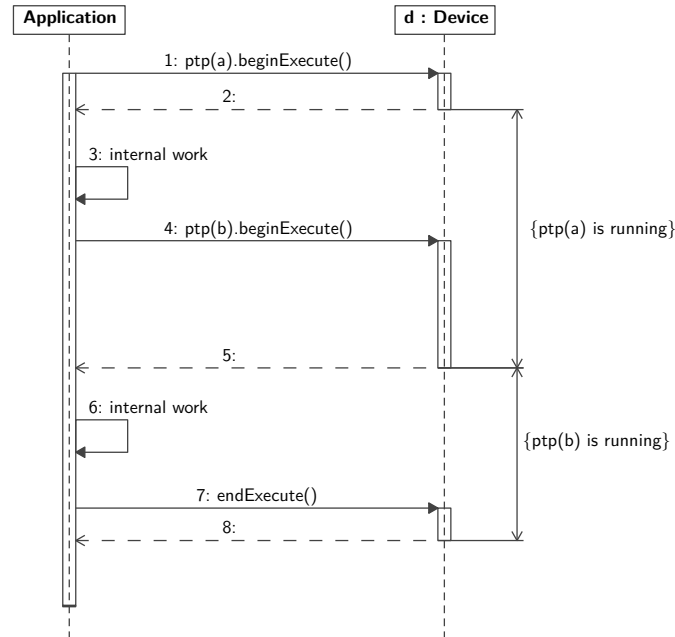 Application
d : Device
1: ptp(a).beginExecute()
2:
3: internal work
4: ptp(b).beginExecute()
{ptp(a) is running}
5:
6: internal work
{ptp(b) is running}
7: endExecute()
8: